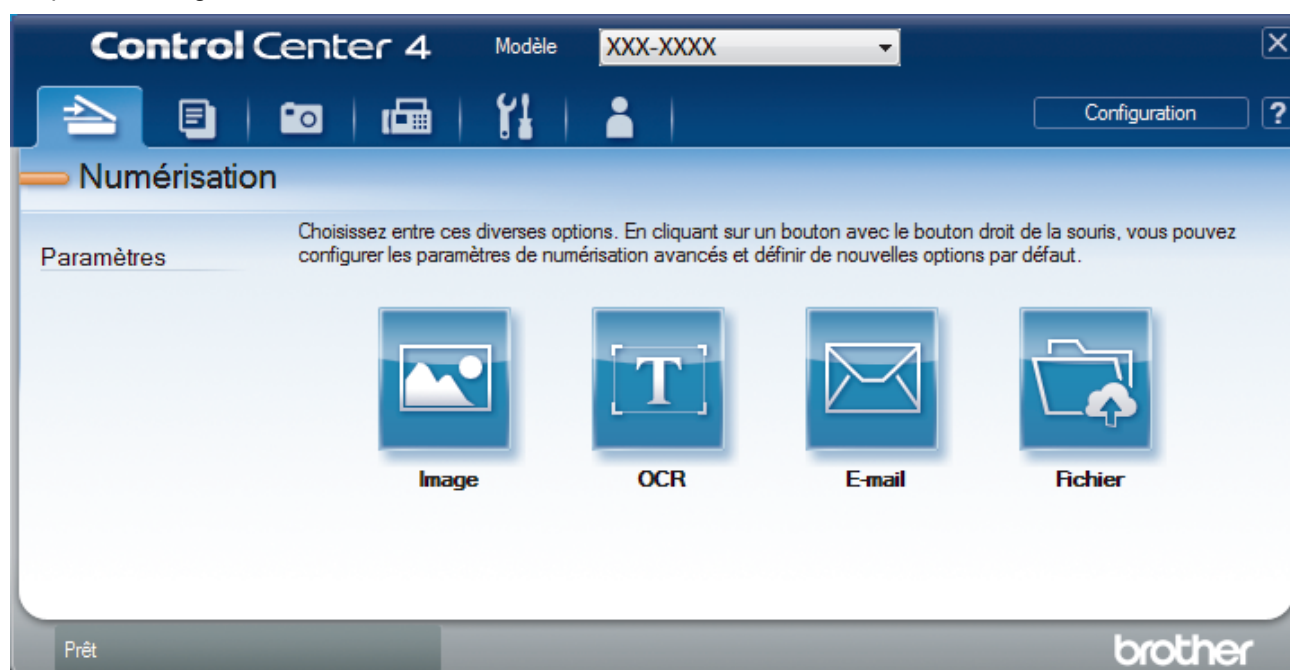 Control Center 4 Modèle XXX-XXXX
Configuration ?
Numérisation
Paramètres
Choisissez entre ces diverses options. En cliquant sur un bouton avec le bouton droit de la souris, vous pouvez
configurer les paramètres de numérisation avancés et définir de nouvelles options par défaut.
T
Image OCR E-mail Fichier
Prêt
brother